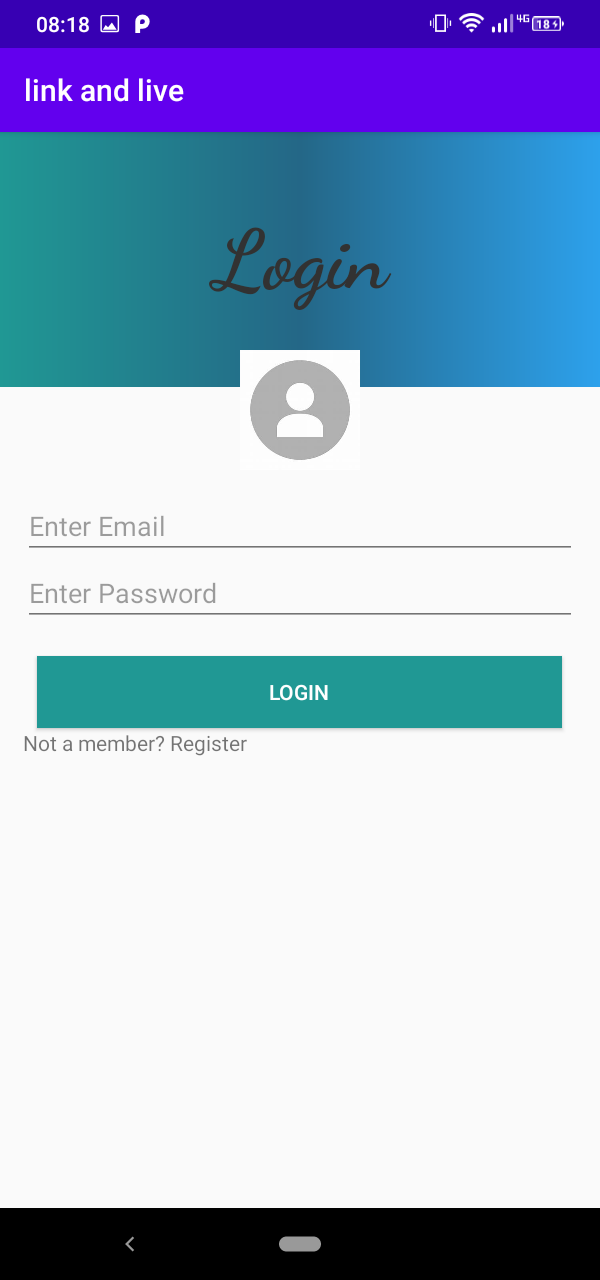 08:18
4G
18
link and live
Login
Enter Email
Enter Password
LOGIN
Not a member? Register